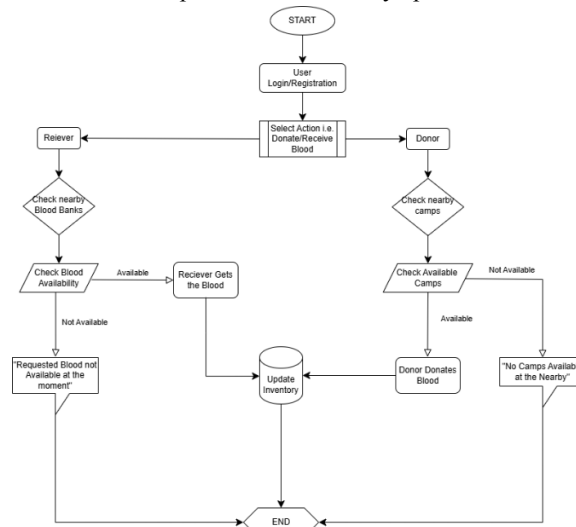 START
User
Login/Registration
Select Action i.e.
Donate/Receive
Blood
Reiever
Donor
Check nearby
Blood Banks
Check nearby
camps
Check Blood
Availability
Available
Reciever Gets
the Blood
Check Available
Camps
Not Available
Not Available
Available
"Requested Blood not
Available at the
moment"
Update
Inventory
Donor Donates
Blood
"No Camps Available
at the Nearby"
END